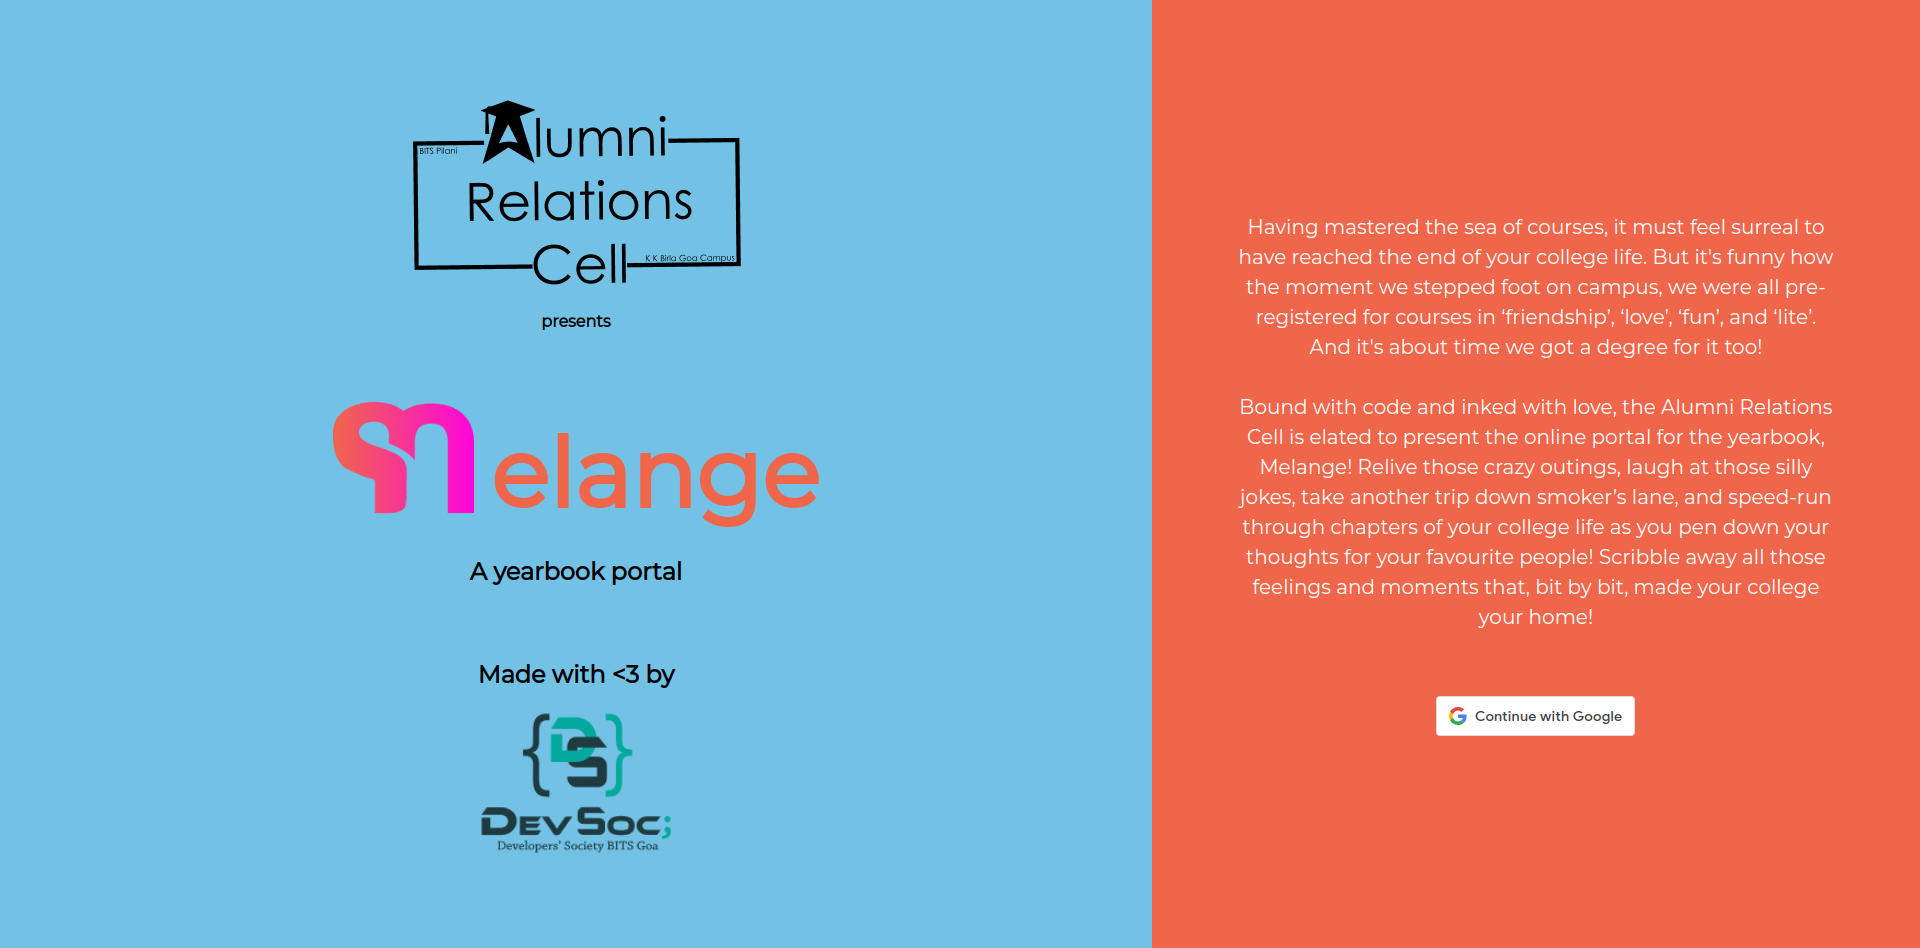 Alumni
BITS Pilani
Relations
Cell
K K Birla Goa Campus
presents
melange
A yearbook portal
Made with <3 by
{DS}
DevSoc;
Developers' Society BITS Goa
Having mastered the sea of courses, it must feel surreal to
have reached the end of your college life. But it's funny how
the moment we stepped foot on campus, we were all pre-
registered for courses in ‘friendship’, ‘love’, ‘fun’, and ‘lite’.
And it's about time we got a degree for it too!
Bound with code and inked with love, the Alumni Relations
Cell is elated to present the online portal for the yearbook,
Melange! Relive those crazy outings, laugh at those silly
jokes, take another trip down smoker’s lane, and speed-run
through chapters of your college life as you pen down your
thoughts for your favourite people! Scribble away all those
feelings and moments that, bit by bit, made your college
your home!
Continue with Google